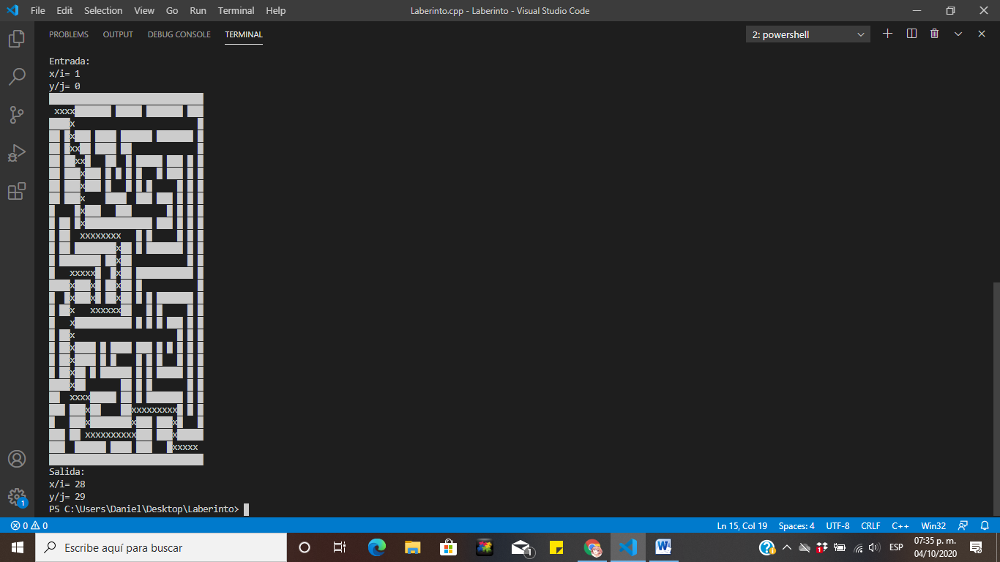 File Edit Selection View Go Run Terminal Help Laberinto.cpp - Laberinto - Visual Studio Code
PROBLEMS OUTPUT DEBUG CONSOLE TERMINAL 2: powershell
Entrada:
x/i= 1
y/j= 0
xxxx
x
x
xx
xx
x
x
x
x
x
xxxxxxxx
x
x
xxxxx x
x x x
x x x
x xxxxxx
x
x
x
x
x
x
xxxx
x xxxxxxxxx
x x x
xxxxxxxxxx x
xxxxx
Salida:
x/i= 28
y/j= 29
PS C:\Users\Daniel\Desktop\Laberinto>
1
0 0 Ln 15, Col 19 Spaces: 4 UTF-8 CRLF C++ Win32
Escribe aquí para buscar 1 ESP 07:35 p. m.
04/10/2020